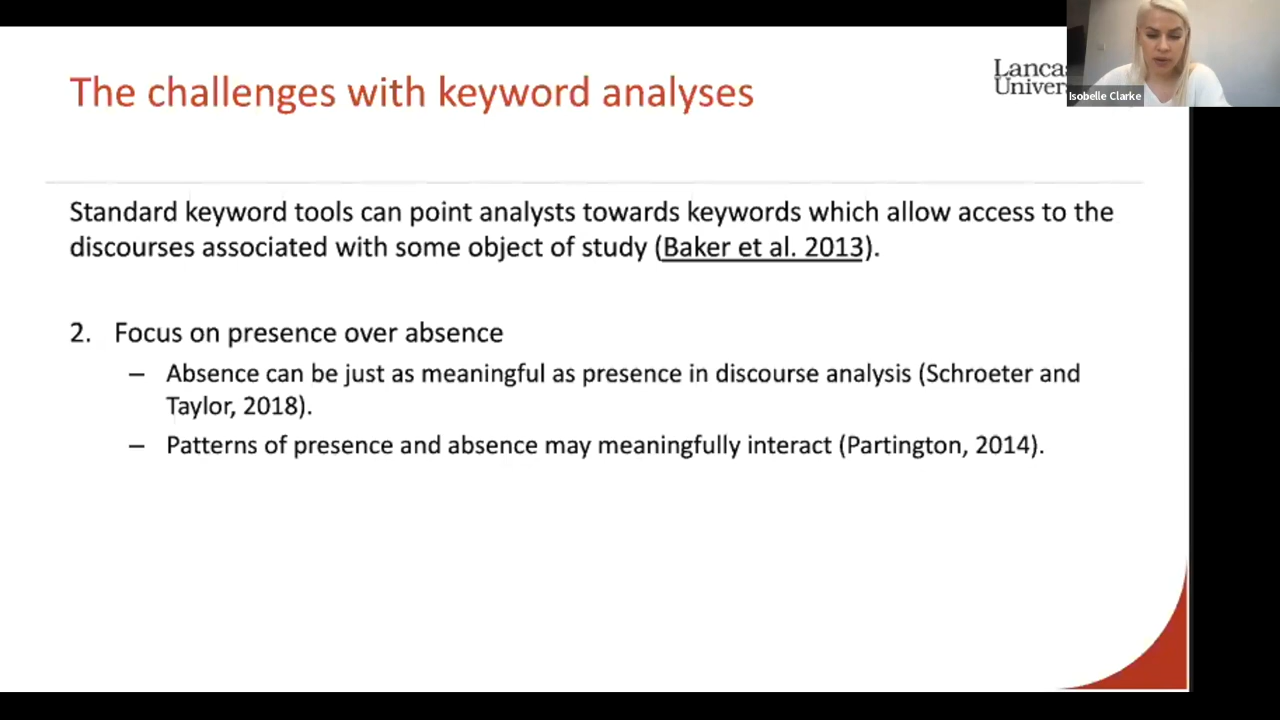 The challenges with keyword analyses
Isobelle Clarke
Standard keyword tools can point analysts towards keywords which allow access to the
discourses associated with some object of study (Baker et al. 2013).
2. Focus on presence over absence
– Absence can be just as meaningful as presence in discourse analysis (Schroeter and
Taylor, 2018).
– Patterns of presence and absence may meaningfully interact (Partington, 2014).